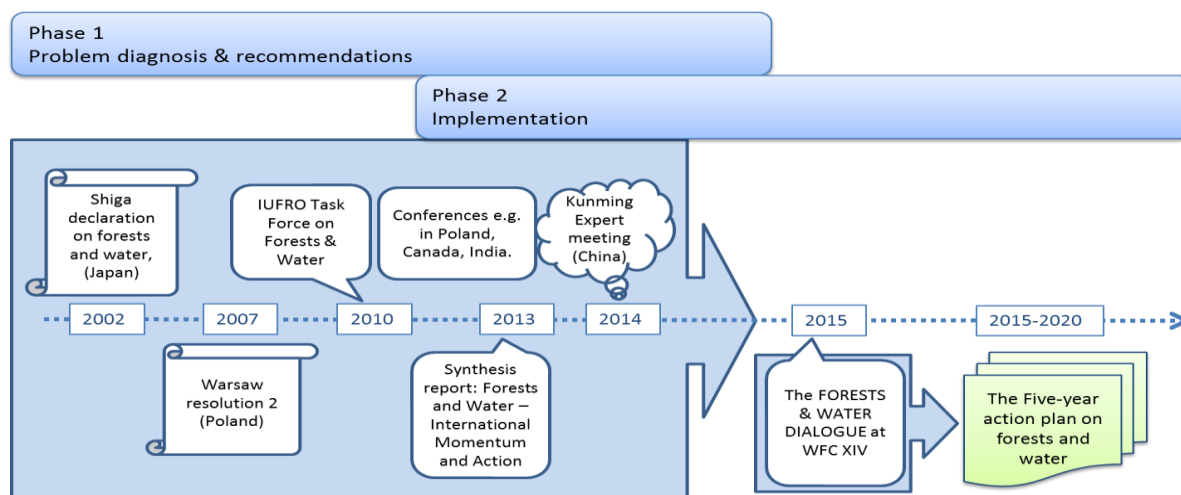 Phase 1
Problem diagnosis & recommendations
Phase 2
Implementation
Shiga
declaration
on forests
and water,
(Japan)
IUFRO Task
Force on
Forests &
Water
Conferences e.g.
in Poland,
Canada, India.
Kunming
Expert
meeting
(China)
2002
2007
2010
2013
2014
2015
2015-2020
Warsaw
resolution 2
(Poland)
Synthesis
report: Forests
and Water –
International
Momentum
and Action
The FORESTS
& WATER
DIALOGUE at
WFC XIV
The Five-year
action plan on
forests and
water